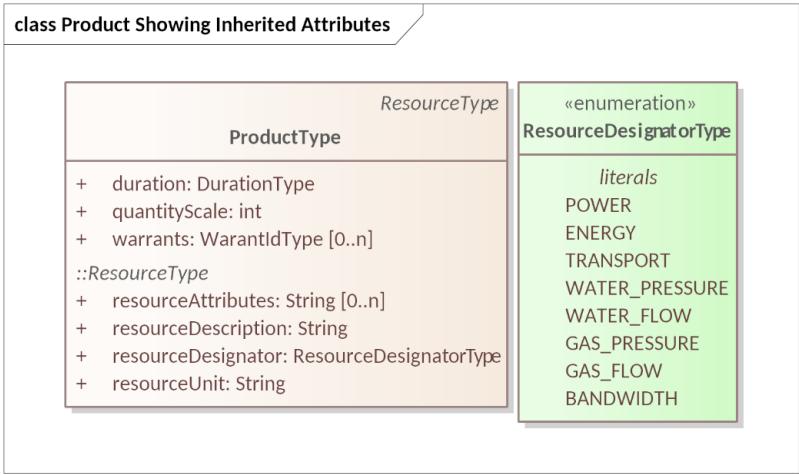 class Product Showing Inherited Attributes
ResourceType
ProductType
+ duration: DurationType
+ quantityScale: int
+ warrants: WarantIdType [0..n]
::ResourceType
+ resourceAttributes: String [0..n]
+ resourceDescription: String
+ resourceDesignator: ResourceDesignatorType
+ resourceUnit: String
«enumeration»
ResourceDesignatorType
literals
POWER
ENERGY
TRANSPORT
WATER_PRESSURE
WATER_FLOW
GAS_PRESSURE
GAS_FLOW
BANDWIDTH